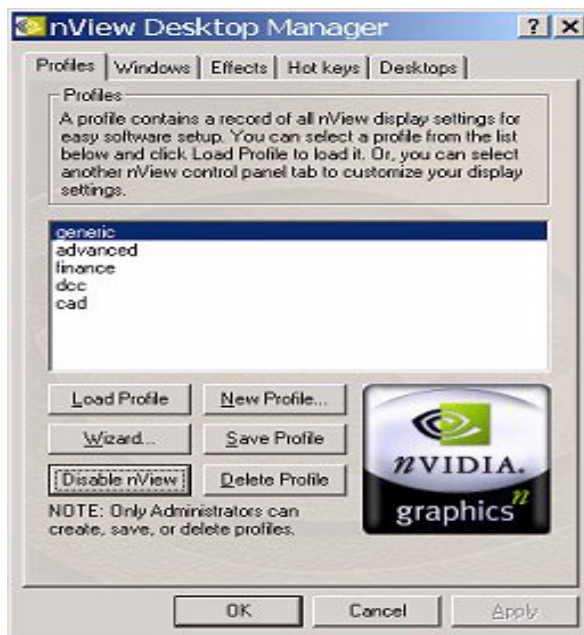 nView Desktop Manager
Profiles Windows Effects Hot keys Desktops
Profiles
A profile contains a record of all nView display settings for
easy software setup. You can select a profile from the list
below and click Load Profile to load it. Or, you can select
another nView control panel tab to customize your display
settings.
generic
advanced
finance
dcc
cad
Load Profile New Profile...
Wizard... Save Profile
Disable nView Delete Profile
NOTE: Only Administrators can
create, save, or delete profiles.
nVIDIA.
graphics n
OK Cancel Apply